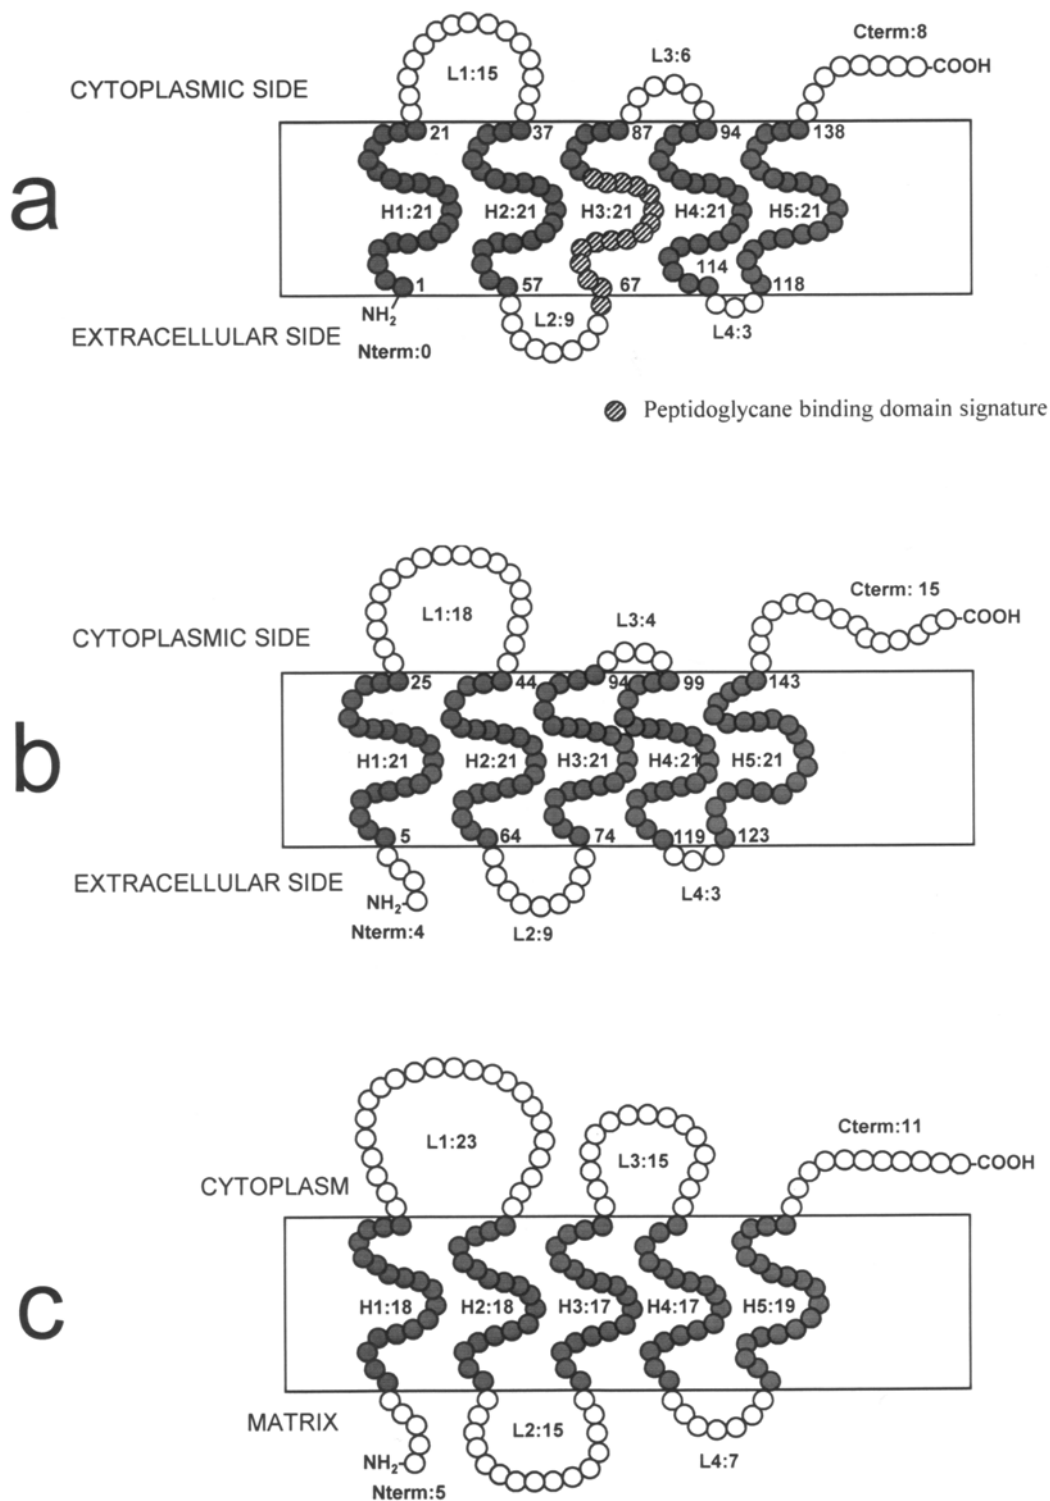 a
Cterm:8
L3:6
COOH
L1:15
CYTOPLASMIC SIDE
21 37 87 94 138
H1:21 H2:21 H3:21 H4:21 H5:21
114
1 57 67 118
NH2
L2:9 L4:3
EXTRACELLULAR SIDE
Nterm:0
Peptidoglycane binding domain signature
b
Cterm: 15
L1:18 L3:4 COOH
CYTOPLASMIC SIDE
25 44 94 99 143
H1:21 H2:21 H3:21 H4:21 H5:21
5 64 74 119 123
EXTRACELLULAR SIDE
L4:3
NH2
Nterm:4 L2:9
c
Cterm:11
L1:23
L3:15 COOH
CYTOPLASM
H1:18 H2:18 H3:17 H4:17 H5:19
MATRIX
L2:15
NH2 L4:7
Nterm:5